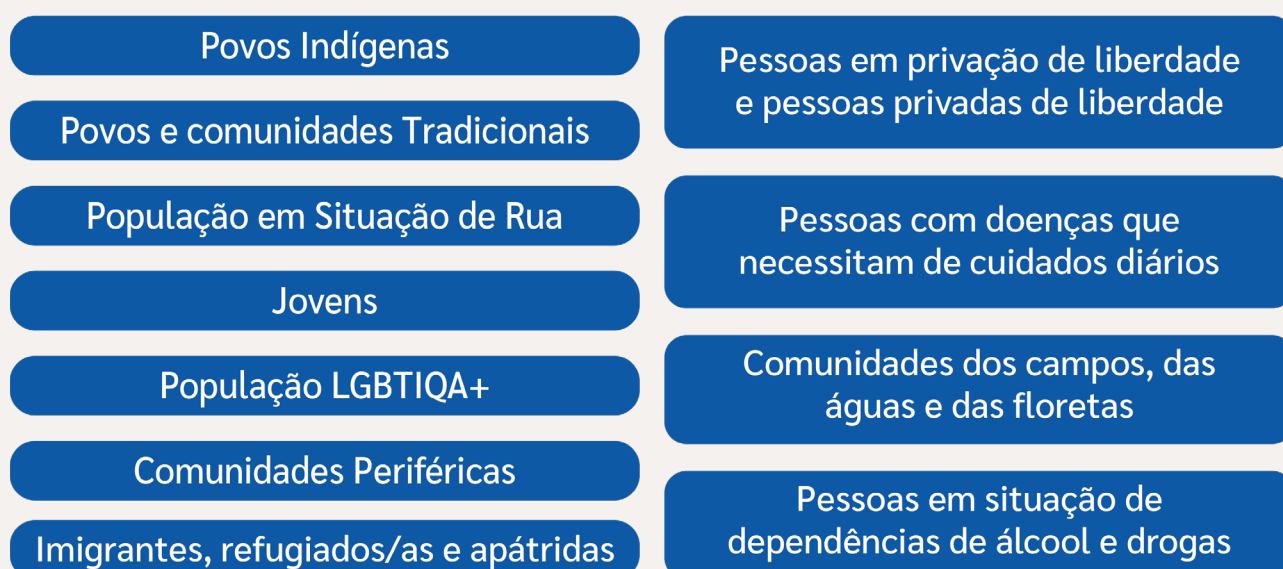 Povos Indígenas
Povos e comunidades Tradicionais
População em Situação de Rua
Jovens
População LGBTIQA+
Comunidades Periféricas
Imigrantes, refugiados/as e apátridas
Pessoas em privação de liberdade
e pessoas privadas de liberdade
Pessoas com doenças que
necessitam de cuidados diários
Comunidades dos campos, das
águas e das floretas
Pessoas em situação de
dependências de álcool e drogas